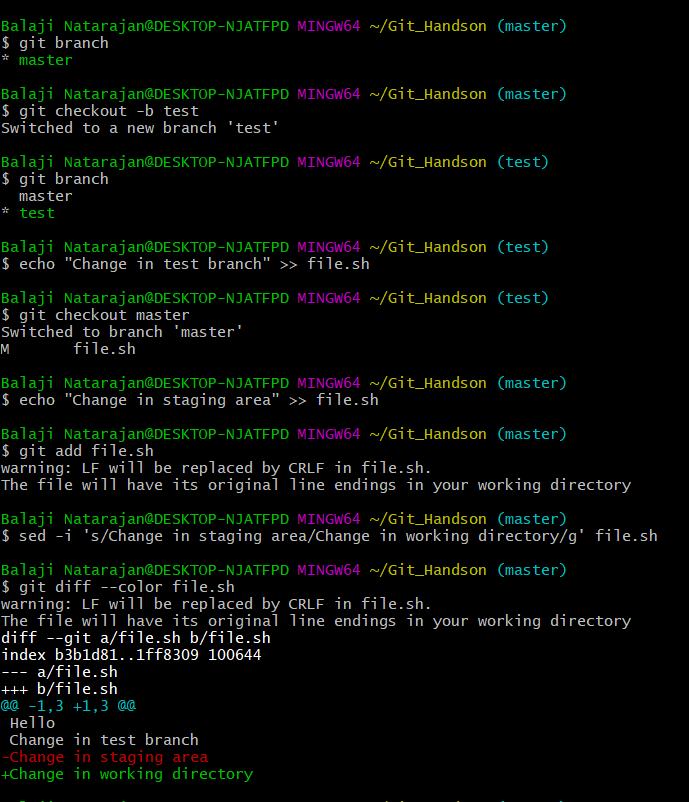 Balaji Natarajan@DESKTOP-NJATFPD MINGW64 ~/Git_Handson (master)
$ git branch
* master
Balaji Natarajan@DESKTOP-NJATFPD MINGW64 ~/Git_Handson (master)
$ git checkout -b test
Switched to a new branch 'test'
Balaji Natarajan@DESKTOP-NJATFPD MINGW64 ~/Git_Handson (test)
$ git branch
  master
* test
Balaji Natarajan@DESKTOP-NJATFPD MINGW64 ~/Git_Handson (test)
$ echo "Change in test branch" >> file.sh
Balaji Natarajan@DESKTOP-NJATFPD MINGW64 ~/Git_Handson (test)
$ git checkout master
Switched to branch 'master'
M       file.sh
Balaji Natarajan@DESKTOP-NJATFPD MINGW64 ~/Git_Handson (master)
$ echo "Change in staging area" >> file.sh
Balaji Natarajan@DESKTOP-NJATFPD MINGW64 ~/Git_Handson (master)
$ git add file.sh
warning: LF will be replaced by CRLF in file.sh.
The file will have its original line endings in your working directory
Balaji Natarajan@DESKTOP-NJATFPD MINGW64 ~/Git_Handson (master)
$ sed -i 's/Change in staging area/Change in working directory/g' file.sh
Balaji Natarajan@DESKTOP-NJATFPD MINGW64 ~/Git_Handson (master)
$ git diff --color file.sh
warning: LF will be replaced by CRLF in file.sh.
The file will have its original line endings in your working directory
diff --git a/file.sh b/file.sh
index b3b1d81..1ff8309 100644
--- a/file.sh
+++ b/file.sh
@@ -1,3 +1,3 @@
 Hello
 Change in test branch
-Change in staging area
+Change in working directory